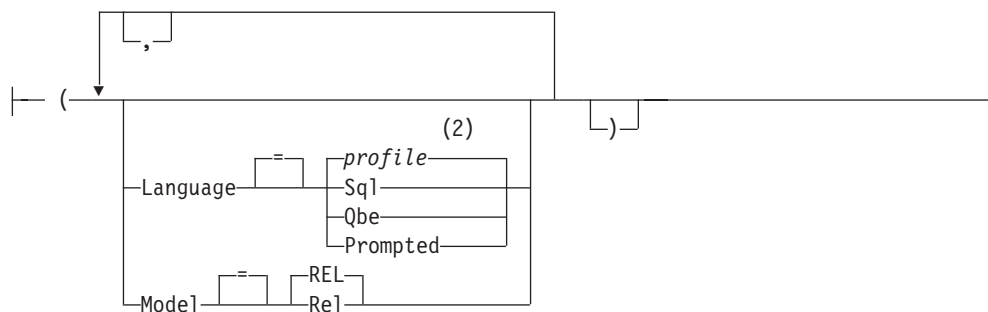 ,
(
)
(2)
= profile
Language Sql
Qbe
Prompted
= REL
Model Rel